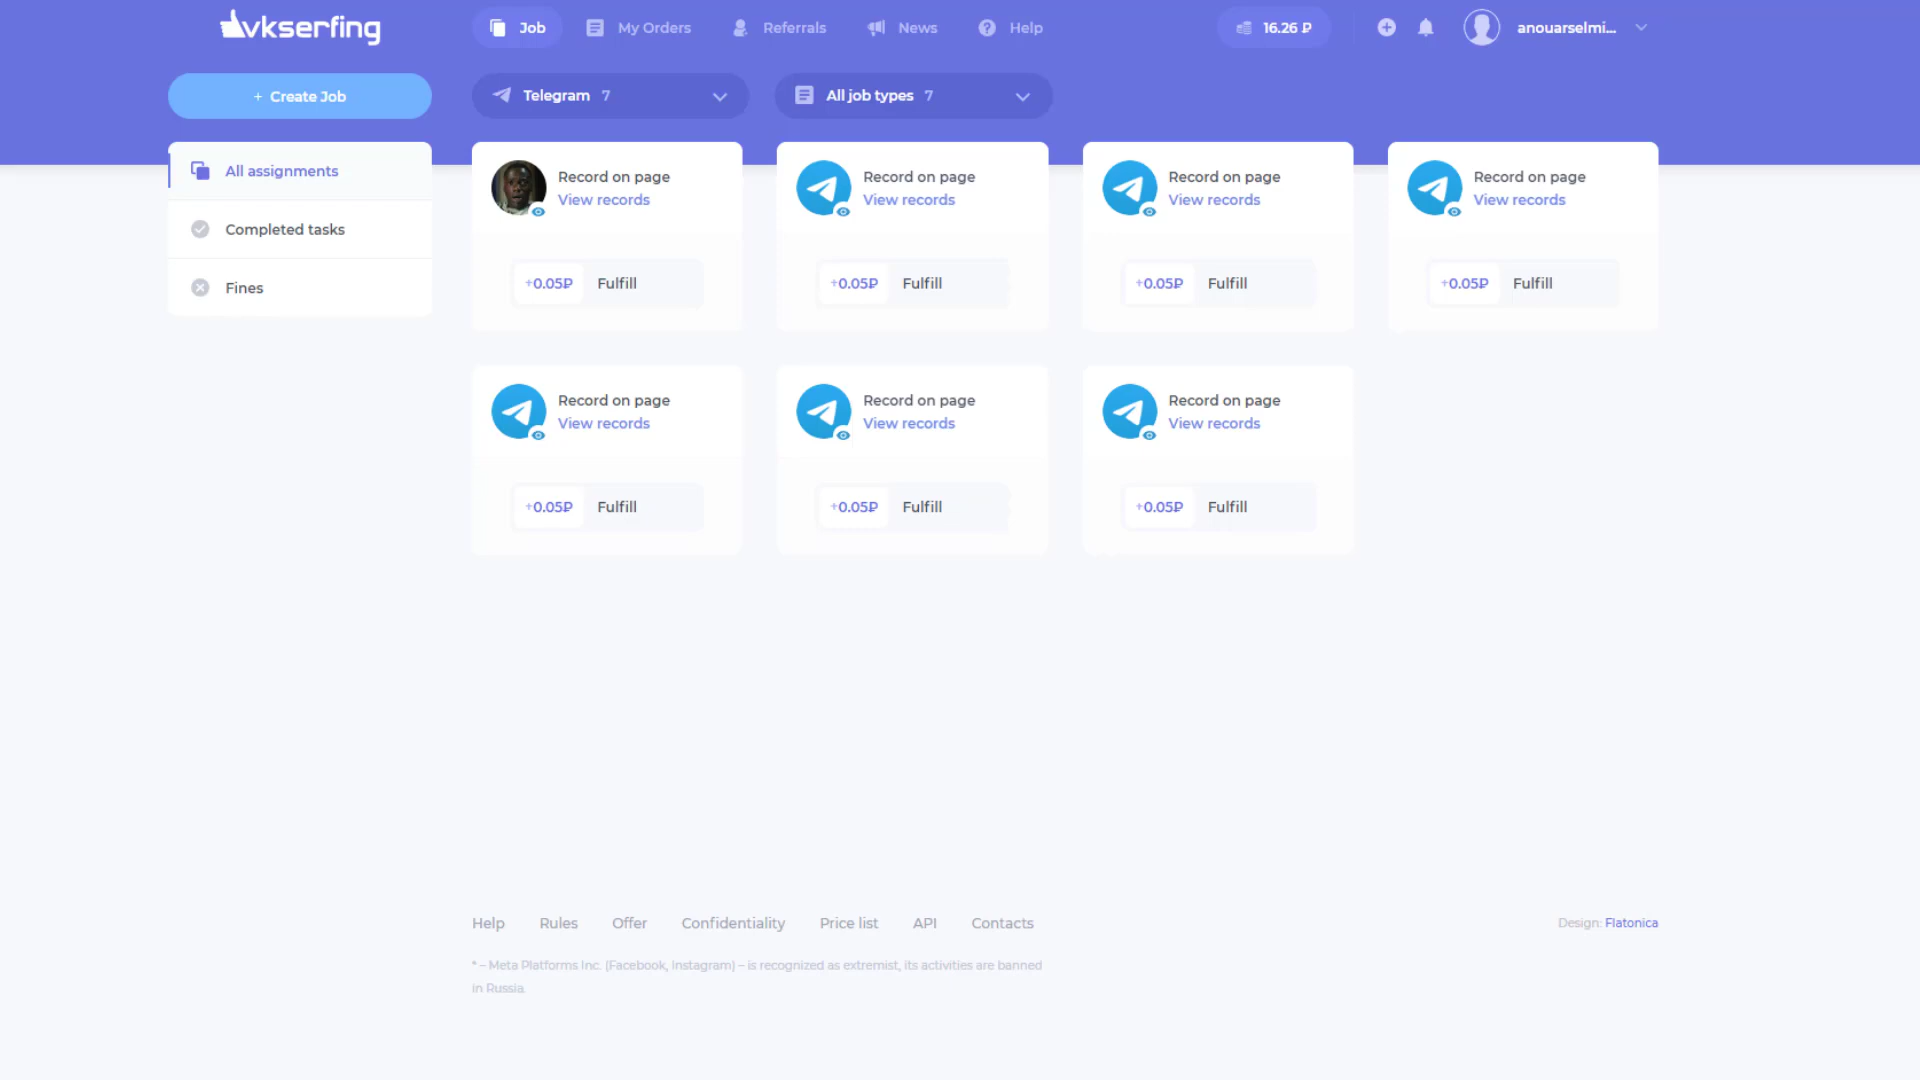 vkserfing
Job
My Orders
Referrals
News
Help
16.26 ₽
anouarselmi...
+ Create Job
Telegram 7
All job types 7
All assignments
Completed tasks
Fines
Record on page
View records
+0.05₽ Fulfill
Record on page
View records
+0.05₽ Fulfill
Record on page
View records
+0.05₽ Fulfill
Record on page
View records
+0.05₽ Fulfill
Record on page
View records
+0.05₽ Fulfill
Record on page
View records
+0.05₽ Fulfill
Record on page
View records
+0.05₽ Fulfill
Help
Rules
Offer
Confidentiality
Price list
API
Contacts
Design: Flatonica
* – Meta Platforms Inc. (Facebook, Instagram) – is recognized as extremist, its activities are banned
in Russia.